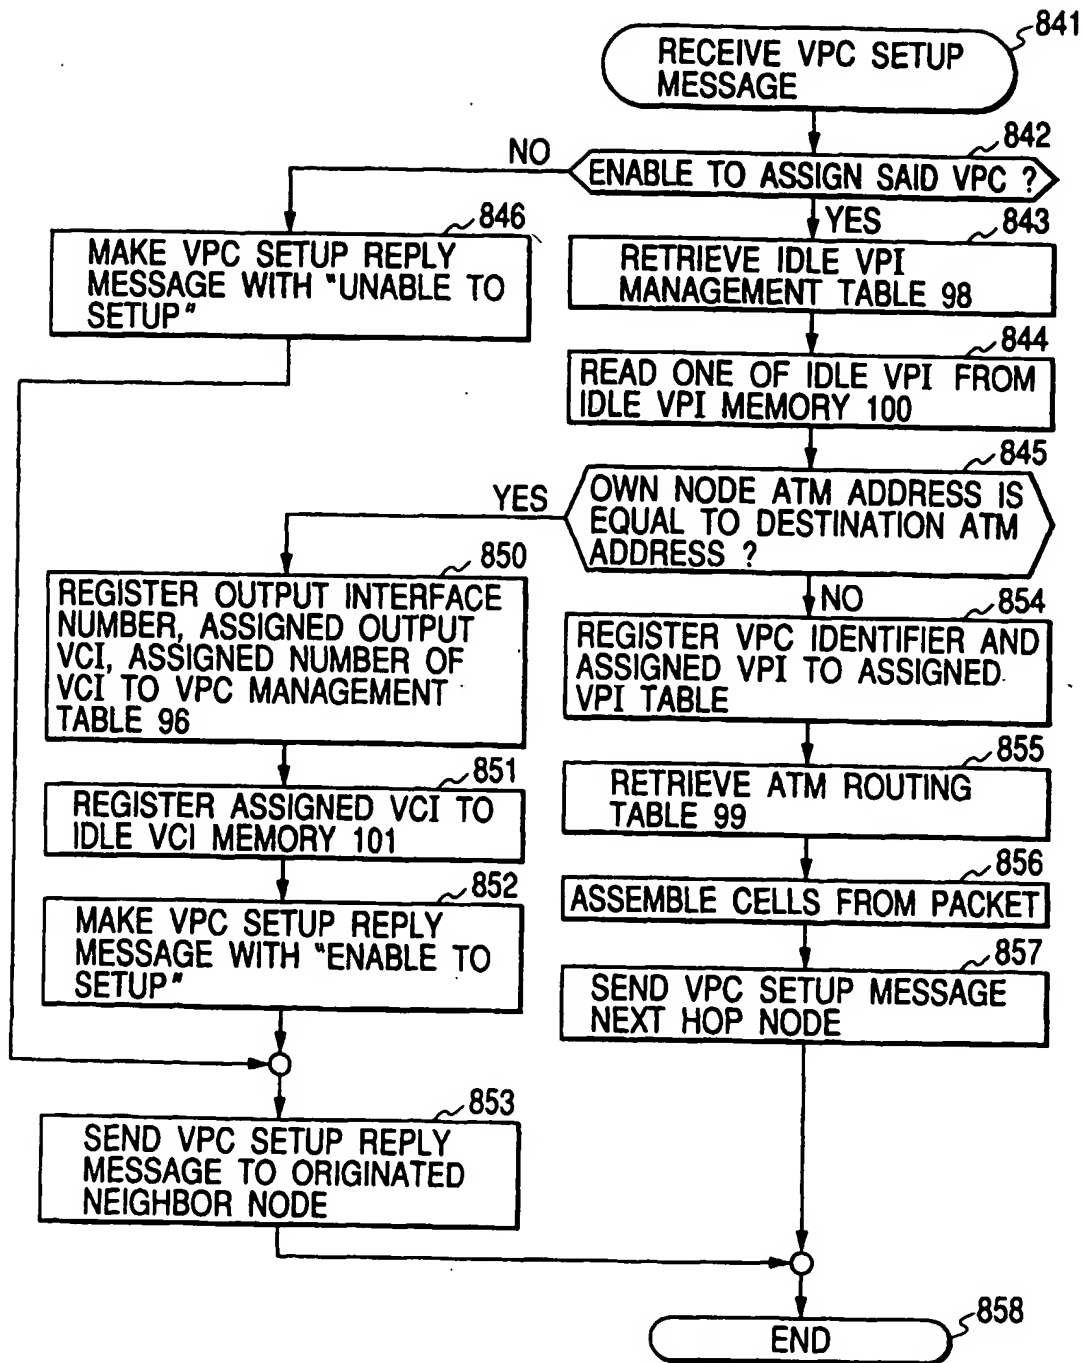 841
RECEIVE VPC SETUP
MESSAGE
842
NO
ENABLE TO ASSIGN SAID VPC ?
YES
846
MAKE VPC SETUP REPLY
MESSAGE WITH "UNABLE TO
SETUP"
843
RETRIEVE IDLE VPI
MANAGEMENT TABLE 98
844
READ ONE OF IDLE VPI FROM
IDLE VPI MEMORY 100
845
YES
OWN NODE ATM ADDRESS IS
EQUAL TO DESTINATION ATM
ADDRESS ?
NO
850
REGISTER OUTPUT INTERFACE
NUMBER, ASSIGNED OUTPUT
VCI, ASSIGNED NUMBER OF
VCI TO VPC MANAGEMENT
TABLE 96
851
REGISTER ASSIGNED VCI TO
IDLE VCI MEMORY 101
852
MAKE VPC SETUP REPLY
MESSAGE WITH "ENABLE TO
SETUP"
853
SEND VPC SETUP REPLY
MESSAGE TO ORIGINATED
NEIGHBOR NODE
854
REGISTER VPC IDENTIFIER AND
ASSIGNED VPI TO ASSIGNED
VPI TABLE
855
RETRIEVE ATM ROUTING
TABLE 99
856
ASSEMBLE CELLS FROM PACKET
857
SEND VPC SETUP MESSAGE
NEXT HOP NODE
858
END